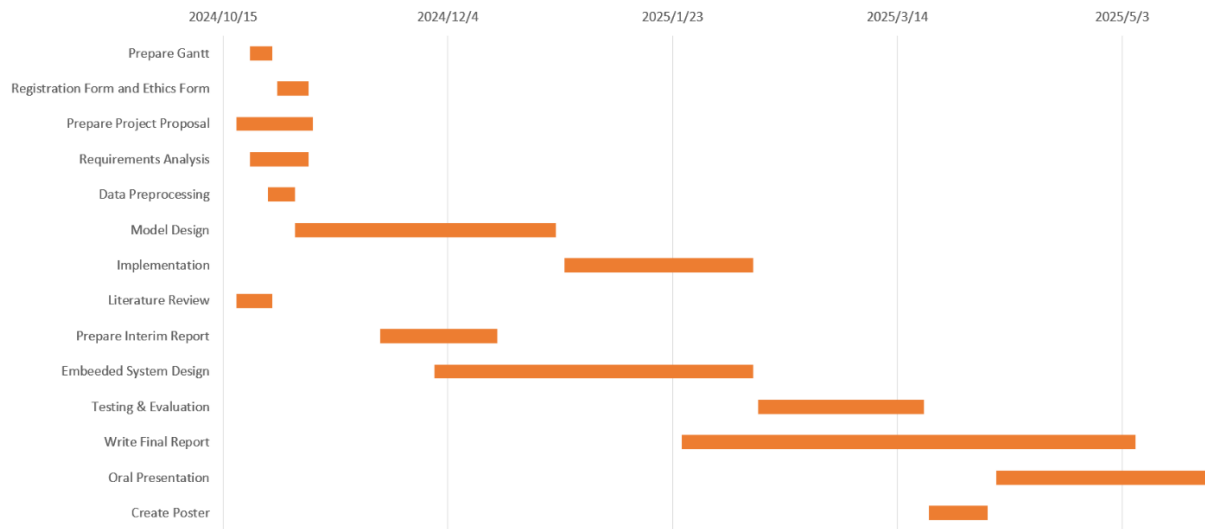 2024/10/15 2024/12/4 2025/1/23 2025/3/14 2025/5/3
Prepare Gantt
Registration Form and Ethics Form
Prepare Project Proposal
Requirements Analysis
Data Preprocessing
Model Design
Implementation
Literature Review
Prepare Interim Report
Embeeded System Design
Testing & Evaluation
Write Final Report
Oral Presentation
Create Poster